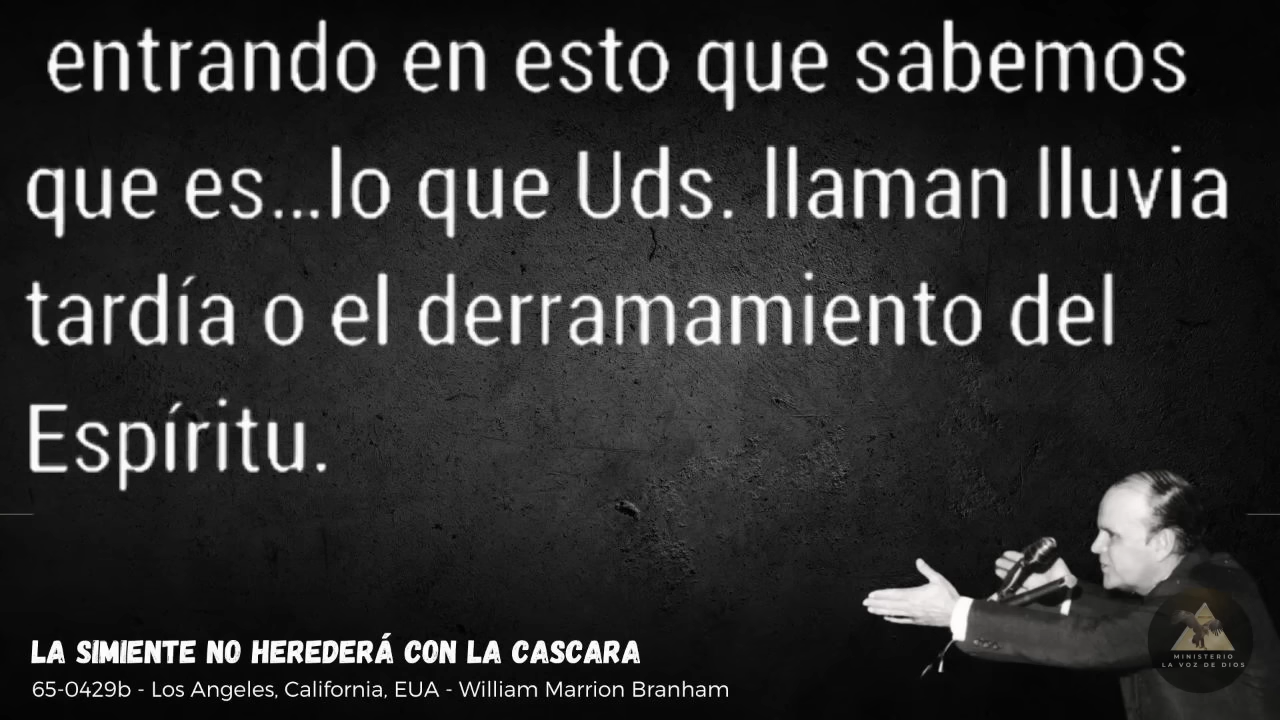 entrando en esto que sabemos
que es...lo que Uds. llaman lluvia
tardía o el derramamiento del
Espíritu.
LA SIMIENTE NO HEREDERÁ CON LA CASCARA
65-0429b - Los Angeles, California, EUA - William Marrion Branham
MINISTERIO
LA VOZ DE DIOS